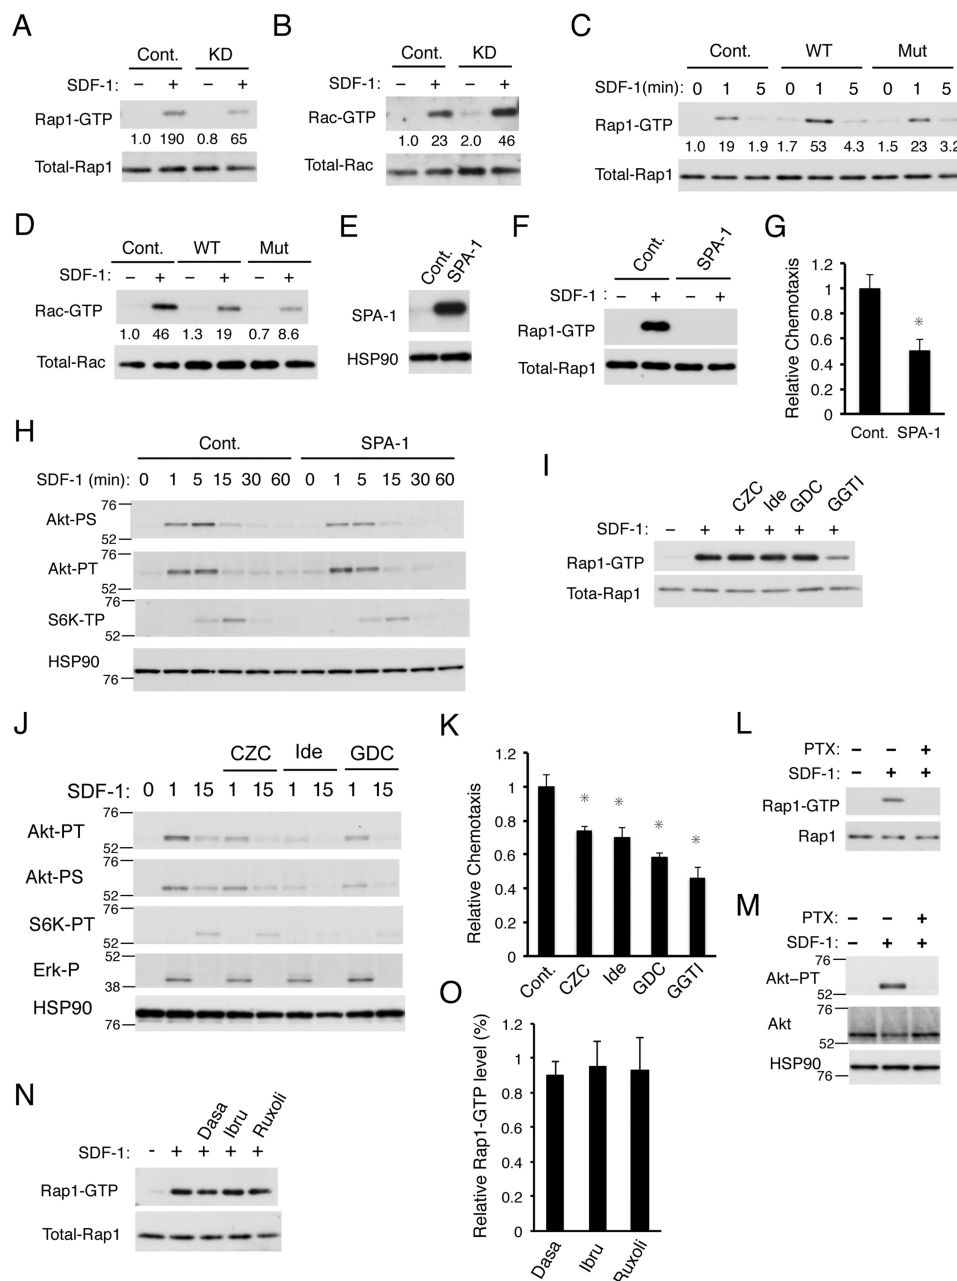 A
Cont. KD
SDF-1: – + – +
Rap1-GTP
1.0 190 0.8 65
Total-Rap1
B
Cont. KD
SDF-1: – + – +
Rac-GTP
1.0 23 2.0 46
Total-Rac
C
Cont. WT Mut
SDF-1(min): 0 1 5 0 1 5 0 1 5
Rap1-GTP
1.0 19 1.9 1.7 53 4.3 1.5 23 3.2
Total-Rap1
D
Cont. WT Mut
SDF-1: – + – + – +
Rac-GTP
1.0 46 1.3 19 0.7 8.6
Total-Rac
E
Cont. SPA-1
SPA-1
HSP90
F
Cont. SPA-1
SDF-1 : – + – +
Rap1-GTP
Total-Rap1
G
Relative Chemotaxis
1.2
1
0.8
0.6
0.4
0.2
0
*
Cont. SPA-1
H
Cont. SPA-1
SDF-1 (min): 0 1 5 15 30 60 0 1 5 15 30 60
76
Akt-PS
52
76
Akt-PT
52
76
S6K-TP
52
HSP90
76
I
CZC Ide GDC GGTI
SDF-1: – + + + + +
Rap1-GTP
Tota-Rap1
J
CZC Ide GDC
SDF-1: 0 1 15 1 15 1 15 1 15
76
Akt-PT
52
76
Akt-PS
52
76
S6K-PT
52
Erk-P
38
HSP90
76
K
Relative Chemotaxis
1.2
1
0.8
0.6
0.4
0.2
0
* * * *
Cont. CZC Ide GDC GGTI
L
PTX: – – +
SDF-1: – + +
Rap1-GTP
Rap1
M
PTX: – – +
SDF-1: – + +
76
Akt–PT
52
76
Akt
52
HSP90
76
N
Dasa Ibru Ruxoli
SDF-1: - + + + +
Rap1-GTP
Total-Rap1
O
Relative Rap1-GTP level (%)
1.2
1
0.8
0.6
0.4
0.2
0
Dasa Ibru Ruxoli